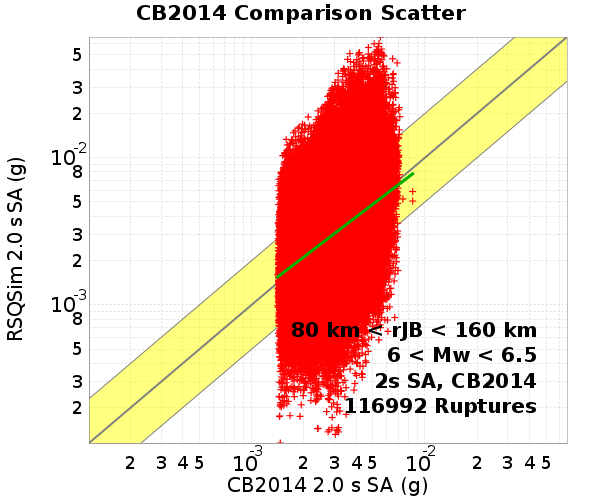 CB2014 Comparison Scatter
RSQSim 2.0 s SA (g)
5
3
2
10-2
8
5
3
2
10-3
8
5
3
2
80 km < rJB < 160 km
6 < Mw < 6.5
2s SA, CB2014
116992 Ruptures
2 3 4 5 10-3 2 3 4 5 10-2 2 3 4 5
CB2014 2.0 s SA (g)